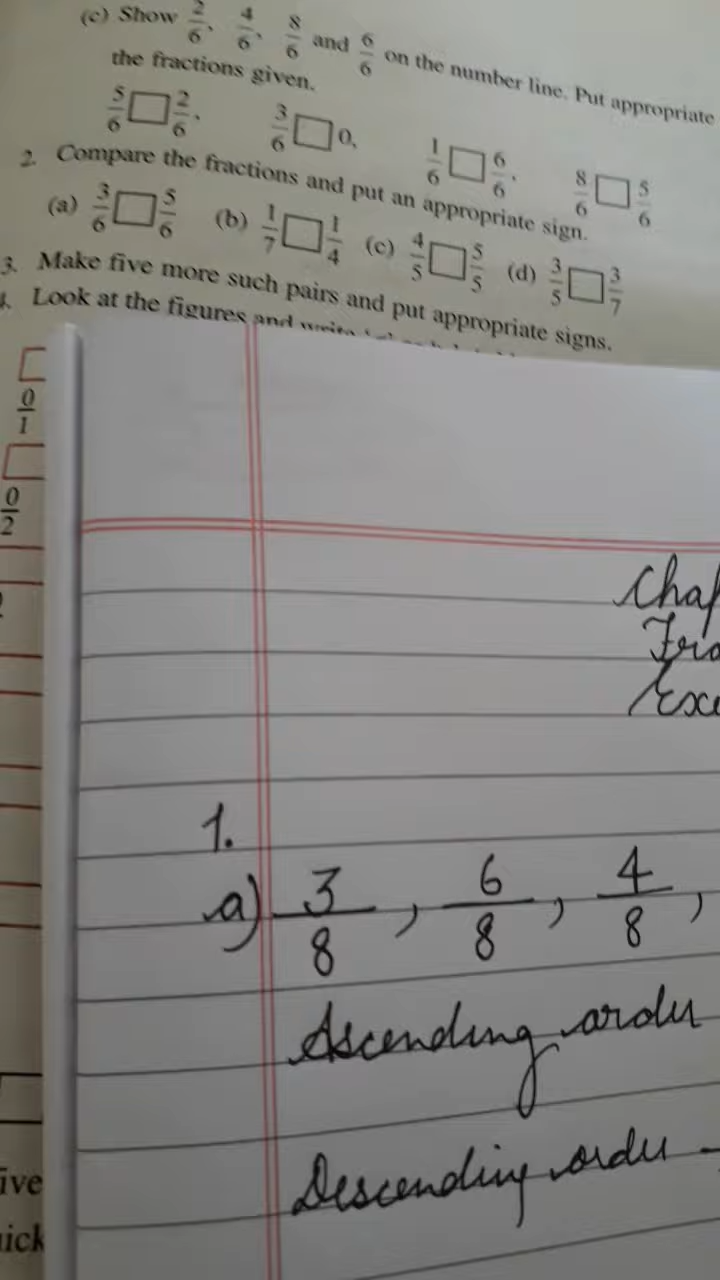 (c) Show 2/6, 4/6, 8/6 and 6/6 on the number line. Put appropriate
the fractions given.
5/6 □ 2/6, 3/6 □ 0, 1/6 □ 6/6, 8/6 □ 5/6
2. Compare the fractions and put an appropriate sign.
(a) 3/6 □ 5/6 (b) 1/7 □ 1/4 (c) 4/5 □ 5/5 (d) 3/5 □ 3/7
3. Make five more such pairs and put appropriate signs.
4. Look at the figures and write
0/1
0/2
ive
ick
Chap
Fra
Exe
1.
a) 3/8, 6/8, 4/8,
Ascending order
Descending order -